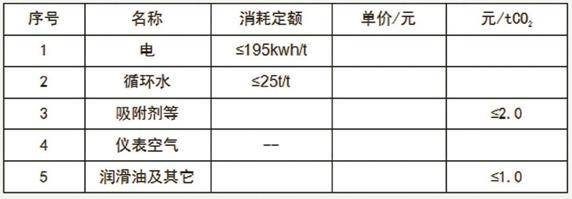 序号 名称 消耗定额 单价/元 元/tCO₂
1 电 ≤195kwh/t
2 循环水 ≤25t/t
3 吸附剂等 ≤2.0
4 仪表空气 --
5 润滑油及其它 ≤1.0